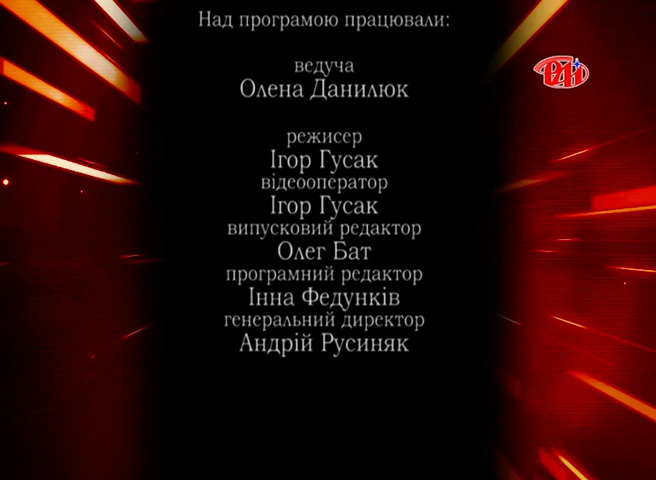 Над програмою працювали:
ведуча
Олена Данилюк
режисер
Ігор Гусак
відеооператор
Ігор Гусак
випусковий редактор
Олег Бат
програмний редактор
Інна Федунків
генеральний директор
Андрій Русиняк